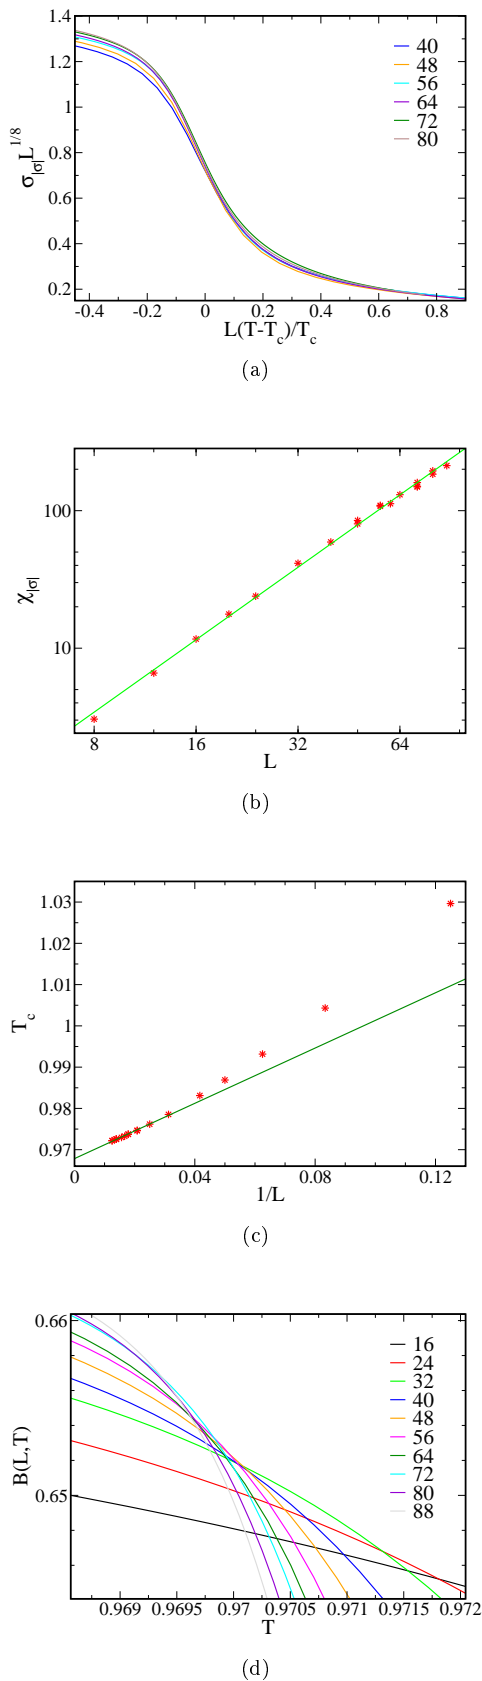 1.4
1.2
1
0.8
0.6
0.4
0.2
σ|σ|L^1/8
40
48
56
64
72
80
-0.4 -0.2 0 0.2 0.4 0.6 0.8
L(T-Tc)/Tc
(a)
100
10
χ|σ|
8 16 32 64
L
(b)
1.03
1.02
1.01
1
0.99
0.98
0.97
Tc
0 0.04 0.08 0.12
1/L
(c)
0.66
0.65
B(L,T)
16
24
32
40
48
56
64
72
80
88
0.969 0.9695 0.97 0.9705 0.971 0.9715 0.972
T
(d)